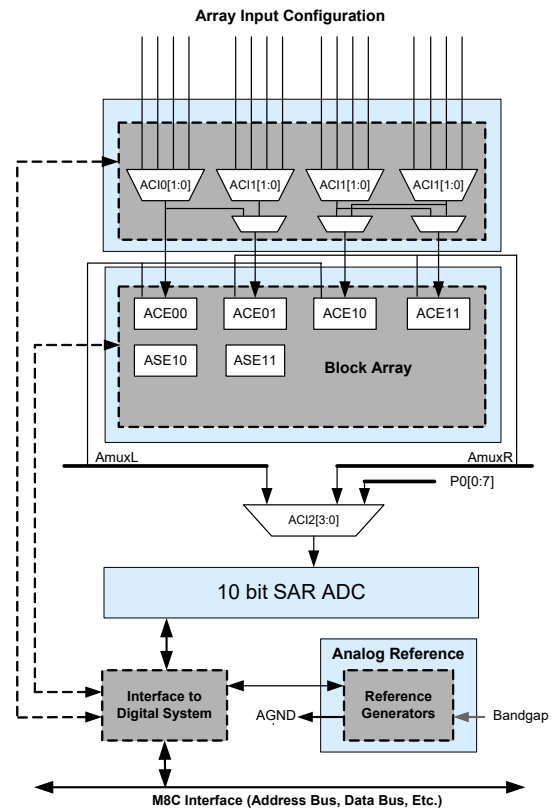 Array Input Configuration
ACI0[1:0]
ACI1[1:0]
ACI1[1:0]
ACI1[1:0]
ACE00
ACE01
ACE10
ACE11
ASE10
ASE11
Block Array
AmuxL
AmuxR
P0[0:7]
ACI2[3:0]
10 bit SAR ADC
Analog Reference
Interface to
Digital System
Reference
Generators
AGND
Bandgap
M8C Interface (Address Bus, Data Bus, Etc.)